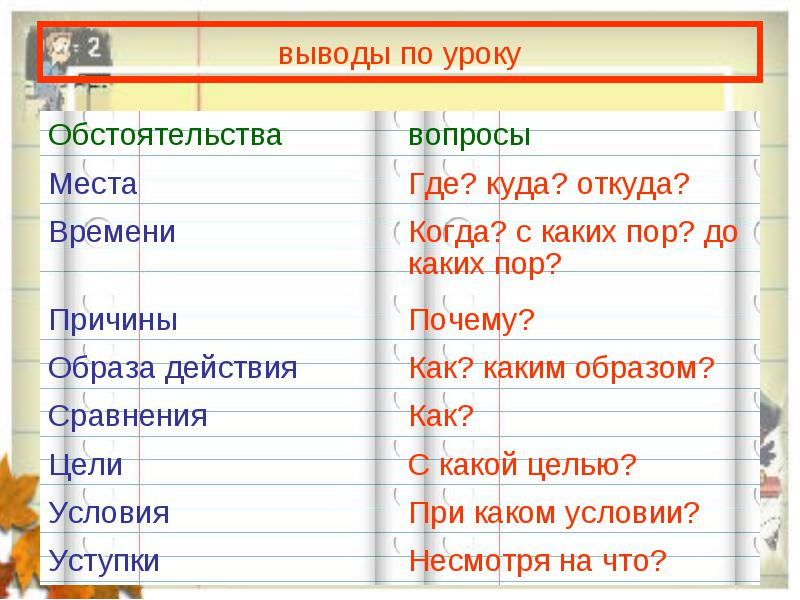 выводы по уроку
Обстоятельства вопросы
Места Где? куда? откуда?
Времени Когда? с каких пор? до
каких пор?
Причины Почему?
Образа действия Как? каким образом?
Сравнения Как?
Цели С какой целью?
Условия При каком условии?
Уступки Несмотря на что?